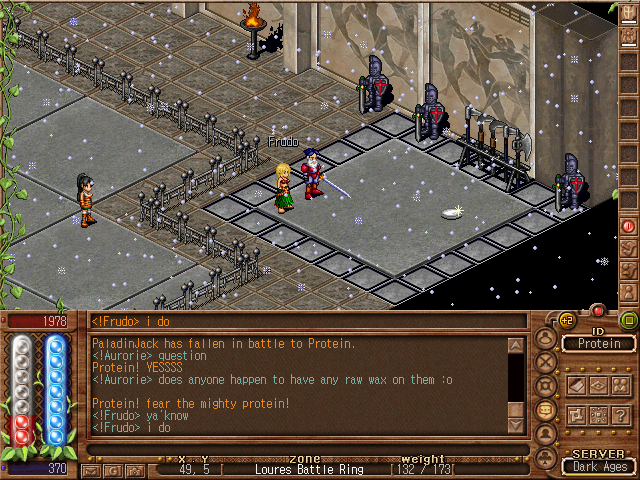 Frudo
1978
<!Frudo> i do
+2
ID
Protein
PaladinJack has fallen in battle to Protein.
<!Aurorie> question
Protein! YESSSS
<!Aurorie> does anyone happen to have any raw wax on them :o
Protein! fear the mighty protein!
<!Frudo> ya'know
<!Frudo> i do
?
x y zone weight
370 49, 5 [ Loures Battle Ring [132 / 173[
SERVER
Dark Ages